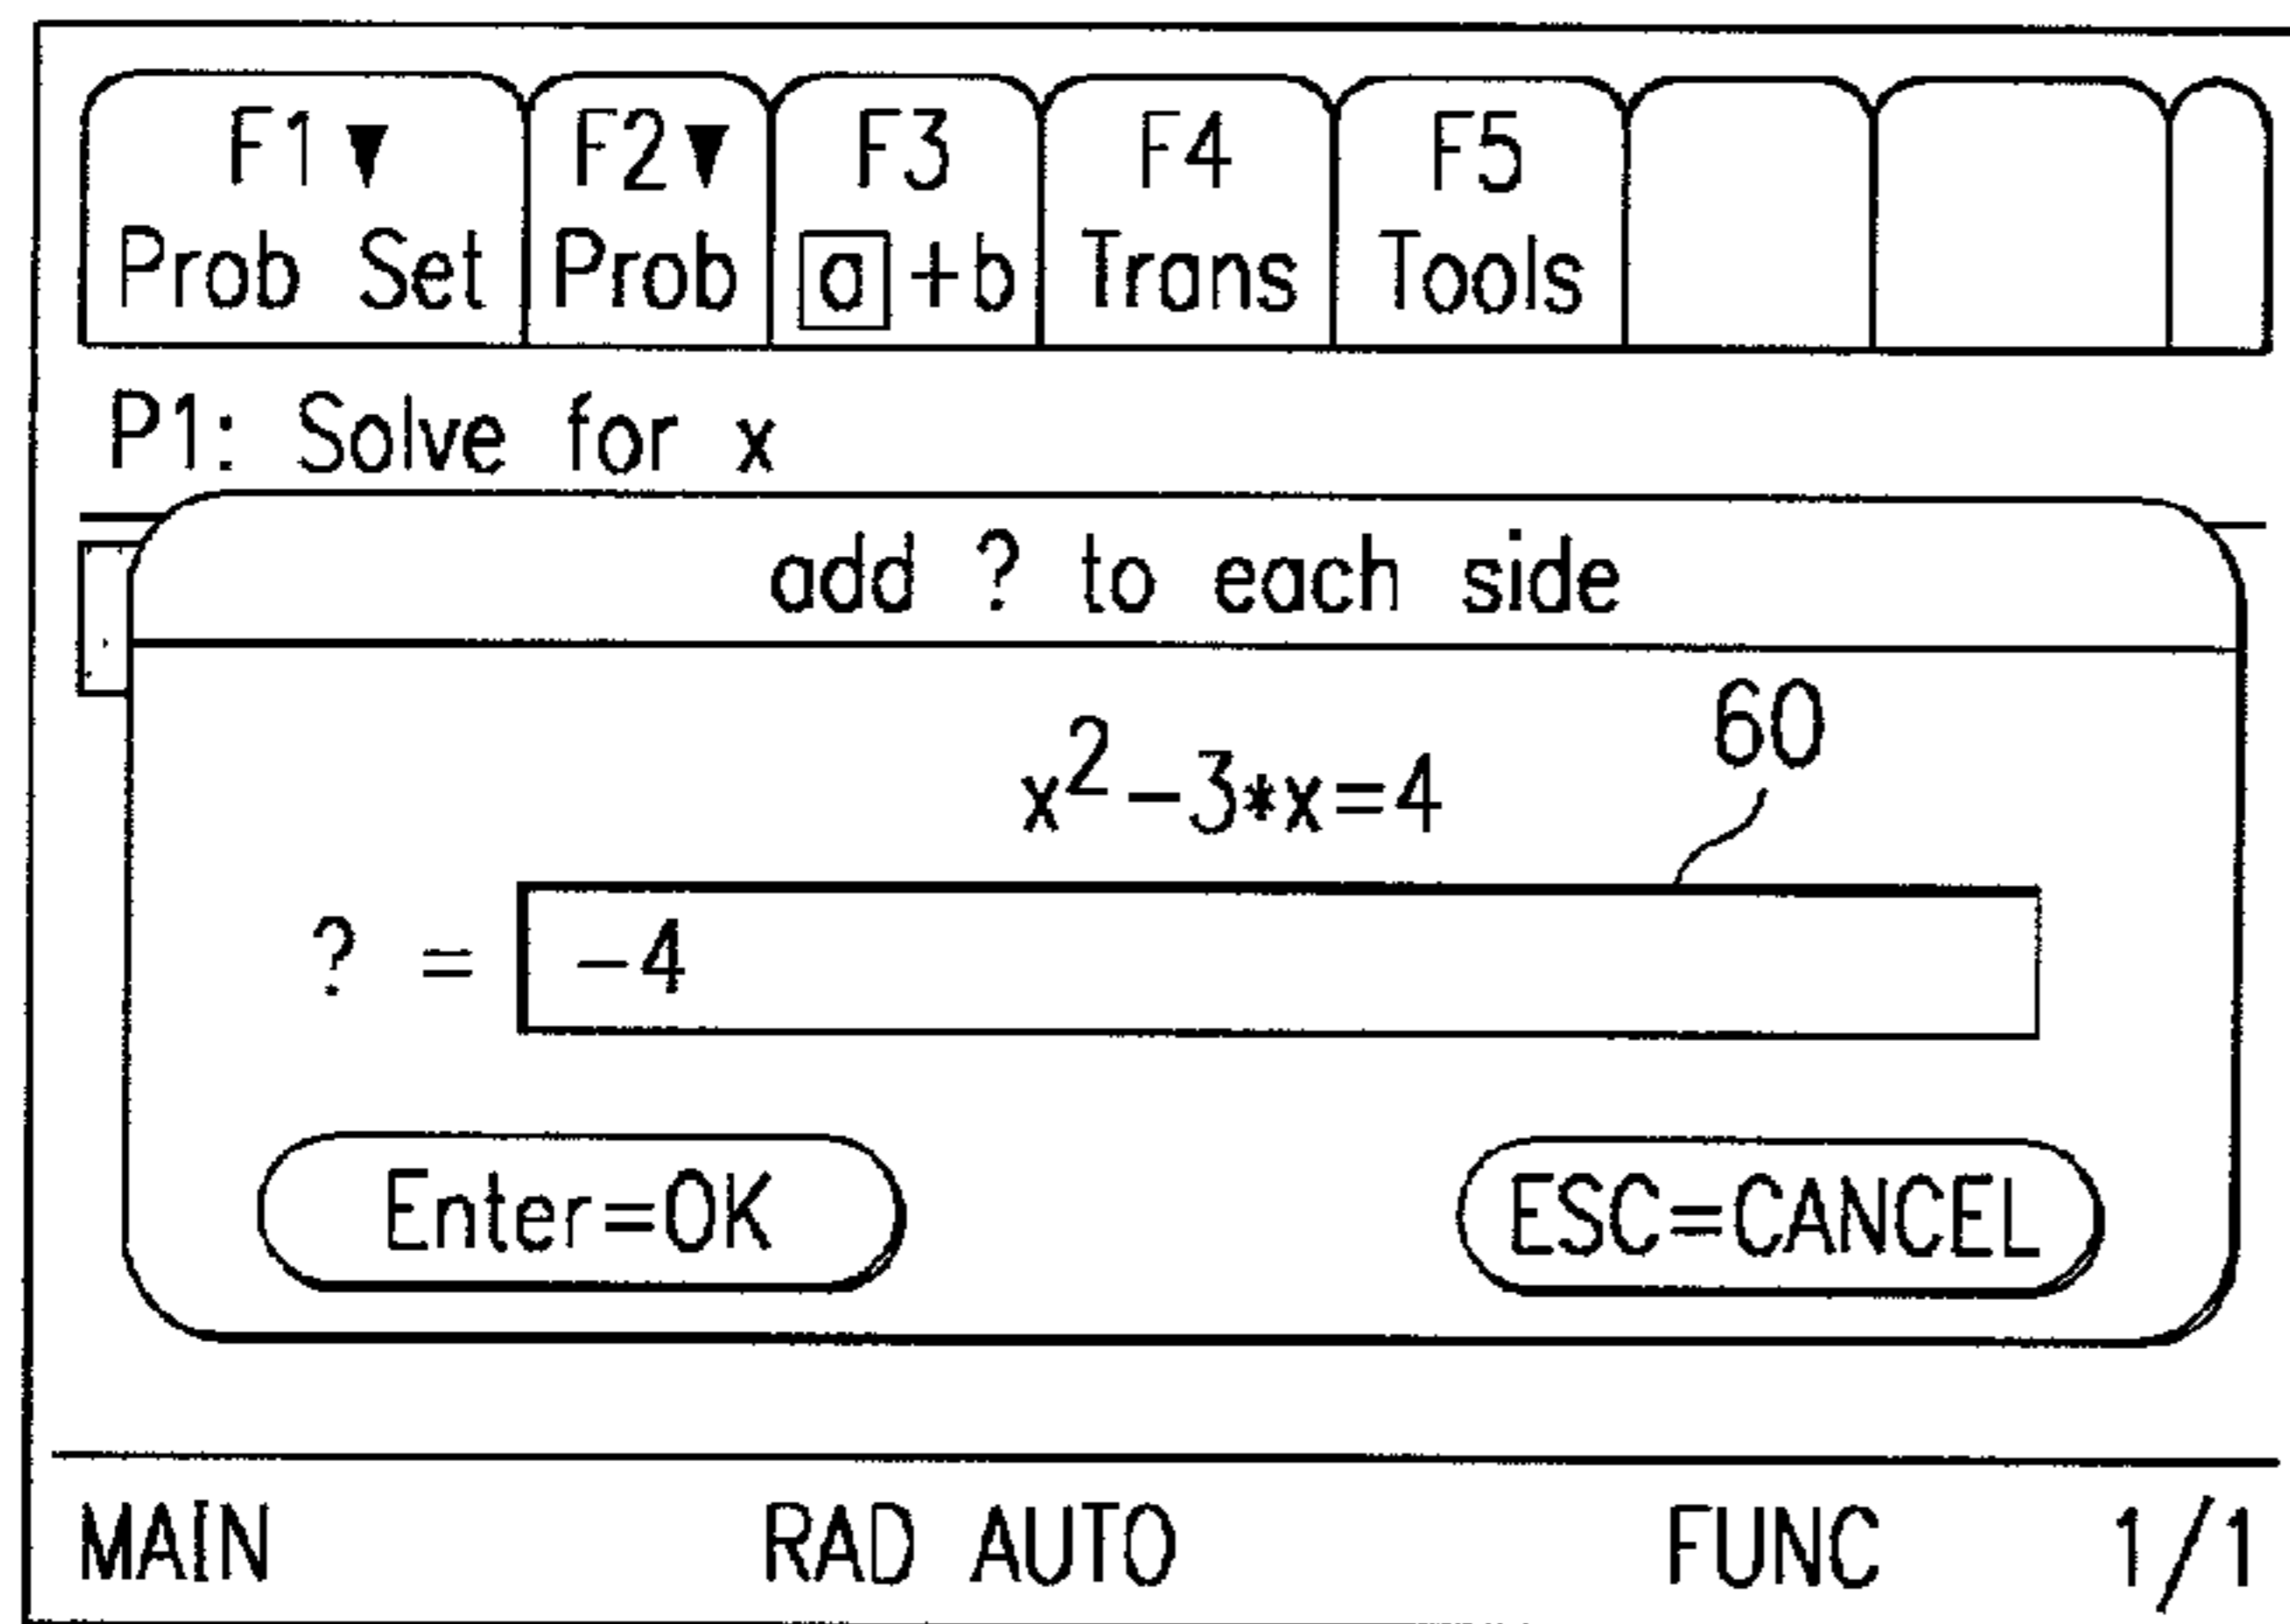 F1▼ F2▼ F3 F4 F5
Prob Set Prob a+b Trans Tools
P1: Solve for x
add ? to each side
60
x²-3*x=4
? = -4
Enter=OK ESC=CANCEL
MAIN RAD AUTO FUNC 1/1